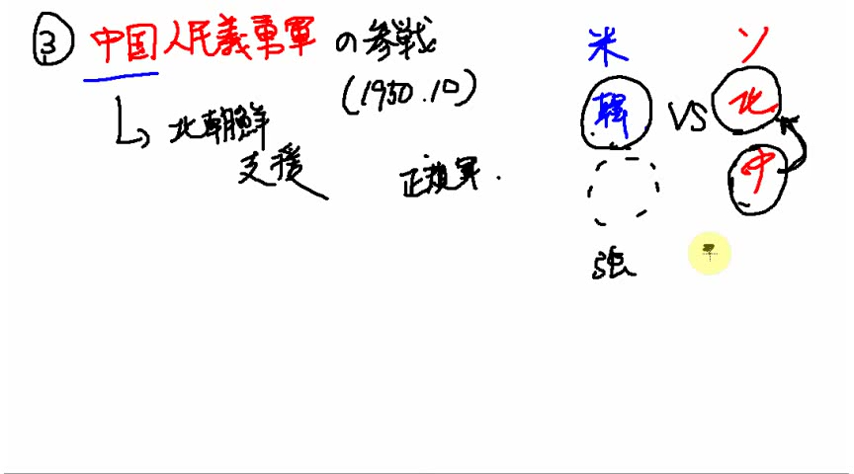 ③ 中国人民義勇軍の参戦
(1950.10)
北朝鮮
支援
正規軍.
米 ソ
韓 VS 北
中
強